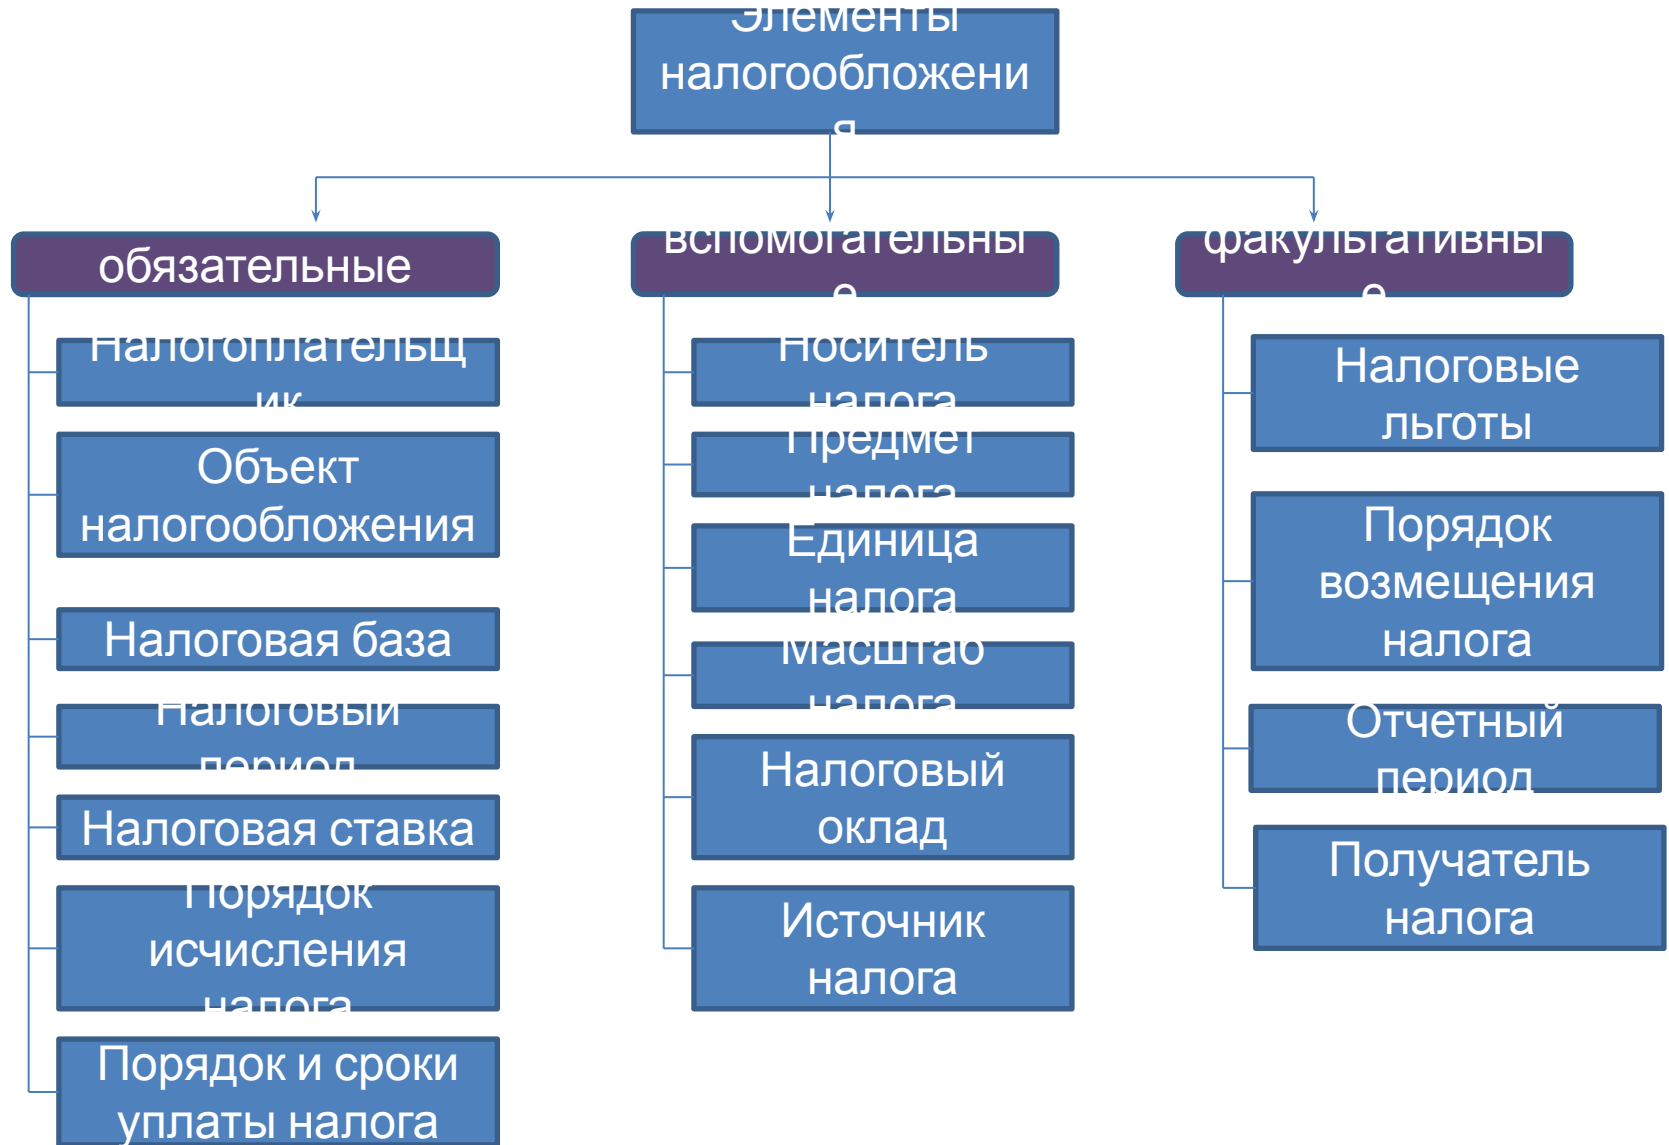 Элементы
налогообложени
я
обязательные
вспомогательны
е
факультативны
е
Налогоплательщ
ик
Объект
налогообложения
Налоговая база
Налоговый
период
Налоговая ставка
Порядок
исчисления
налога
Порядок и сроки
уплаты налога
Носитель
налога
Предмет
налога
Единица
налога
Масштаб
налога
Налоговый
оклад
Источник
налога
Налоговые
льготы
Порядок
возмещения
налога
Отчетный
период
Получатель
налога